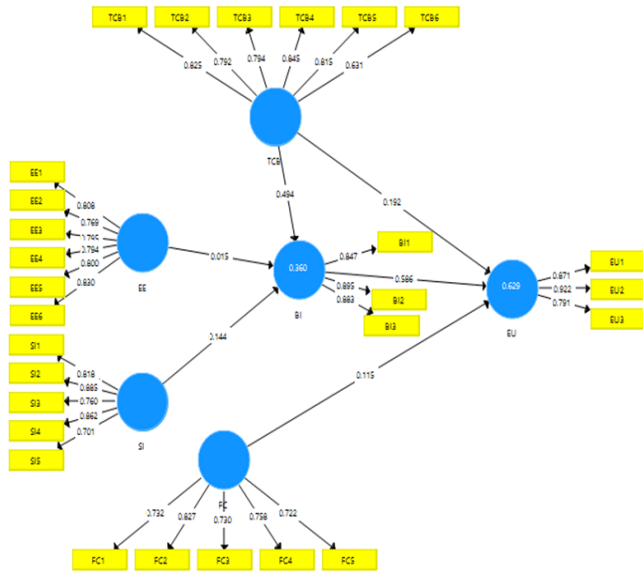 TCB1 TCB2 TCB3 TCB4 TCB5 TCB6
0.825 0.792 0.794 0.845 0.815 0.631
TCB
0.494
0.192
EE1
EE2
EE3
EE4
EE5
EE6
0.808
0.769
0.795
0.794
0.800
0.830
EE
0.015
0.360
BI
0.847
0.895
0.883
BI1
BI2
BI3
0.586
0.629
EU
0.871
0.922
0.791
EU1
EU2
EU3
SI1
SI2
SI3
SI4
SI5
0.818
0.885
0.760
0.862
0.701
SI
0.144
0.115
FC
0.732 0.827 0.730 0.758 0.722
FC1 FC2 FC3 FC4 FC5